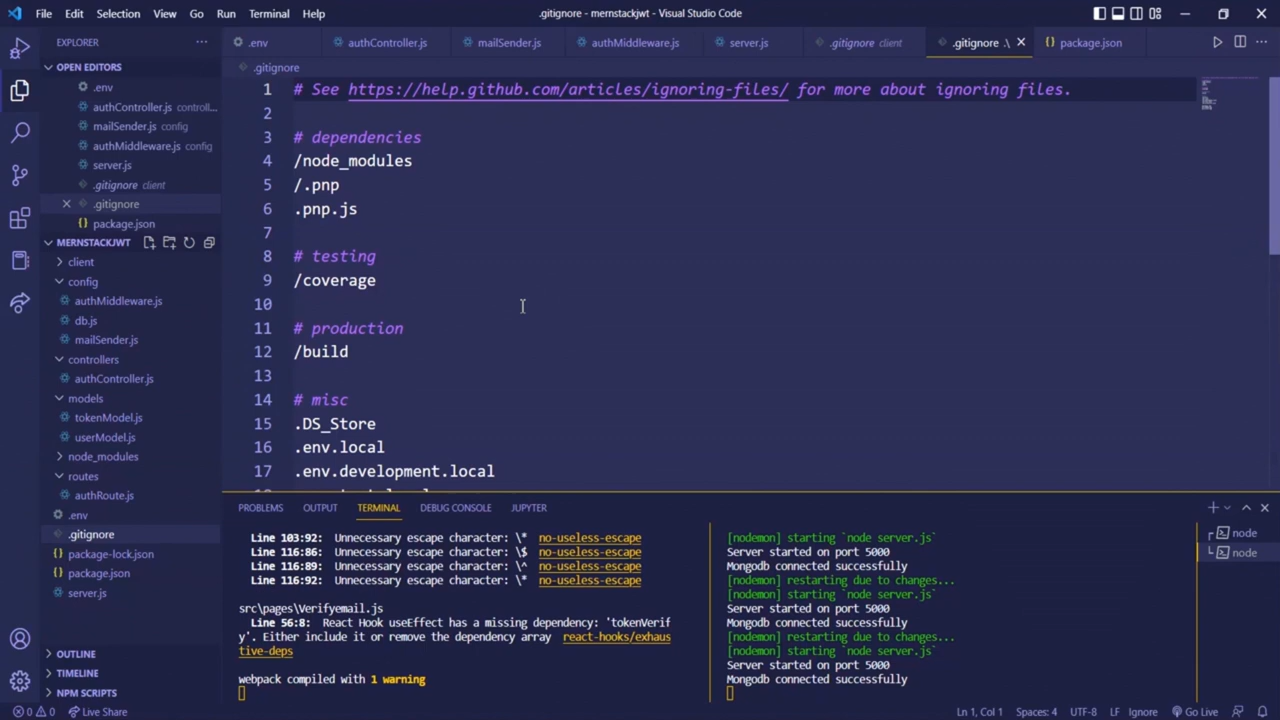 File Edit Selection View Go Run Terminal Help
.gitignore - mernstackjwt - Visual Studio Code
EXPLORER
.env authController.js mailSender.js authMiddleware.js server.js .gitignore client .gitignore .\ package.json
OPEN EDITORS
.env
authController.js controll...
mailSender.js config
authMiddleware.js config
server.js
.gitignore client
.gitignore
package.json
MERNSTACKJWT
client
config
authMiddleware.js
db.js
mailSender.js
controllers
authController.js
models
tokenModel.js
userModel.js
node_modules
routes
authRoute.js
.env
.gitignore
package-lock.json
package.json
server.js
OUTLINE
TIMELINE
NPM SCRIPTS
.gitignore
1 # See https://help.github.com/articles/ignoring-files/ for more about ignoring files.
2
3 # dependencies
4 /node_modules
5 /.pnp
6 .pnp.js
7
8 # testing
9 /coverage
10
11 # production
12 /build
13
14 # misc
15 .DS_Store
16 .env.local
17 .env.development.local
PROBLEMS OUTPUT TERMINAL DEBUG CONSOLE JUPYTER
Line 103:92: Unnecessary escape character: \* no-useless-escape
Line 116:86: Unnecessary escape character: \$ no-useless-escape
Line 116:89: Unnecessary escape character: \^ no-useless-escape
Line 116:92: Unnecessary escape character: \* no-useless-escape
src\pages\Verifyemail.js
Line 56:8: React Hook useEffect has a missing dependency: 'tokenVerif
y'. Either include it or remove the dependency array react-hooks/exhaus
tive-deps
webpack compiled with 1 warning
[nodemon] starting `node server.js`
Server started on port 5000
Mongodb connected successfully
[nodemon] restarting due to changes...
[nodemon] starting `node server.js`
Server started on port 5000
Mongodb connected successfully
[nodemon] restarting due to changes...
[nodemon] starting `node server.js`
Server started on port 5000
Mongodb connected successfully
node
node
0 0 Live Share
Ln 1, Col 1 Spaces: 4 UTF-8 LF Ignore Go Live